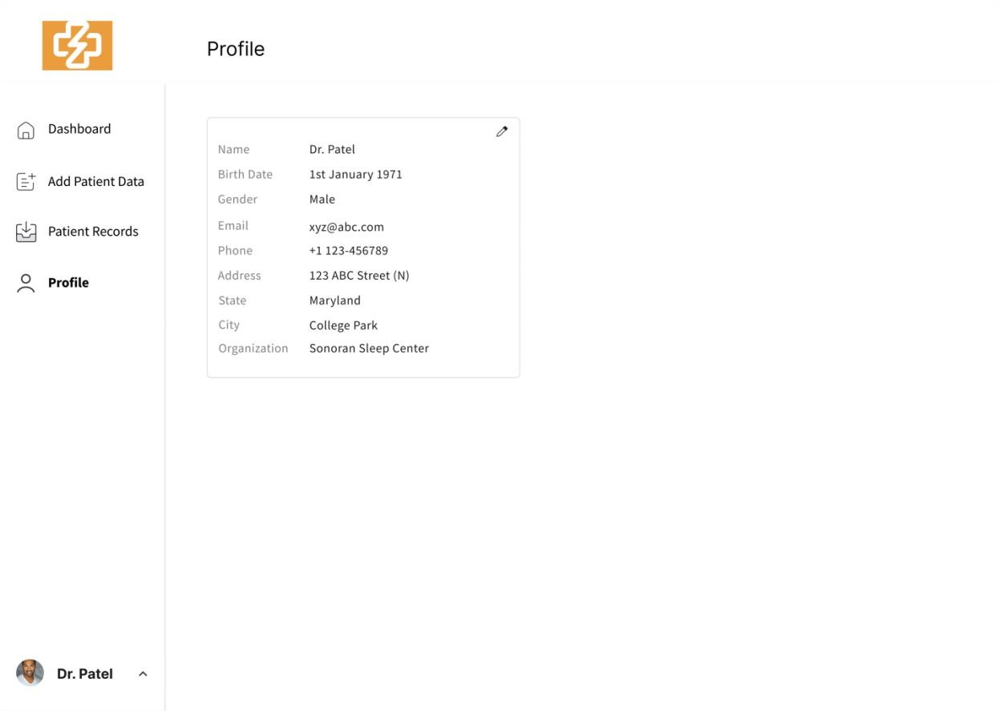 Profile
Dashboard
Add Patient Data
Patient Records
Profile
Name Dr. Patel
Birth Date 1st January 1971
Gender Male
Email xyz@abc.com
Phone +1 123-456789
Address 123 ABC Street (N)
State Maryland
City College Park
Organization Sonoran Sleep Center
Dr. Patel